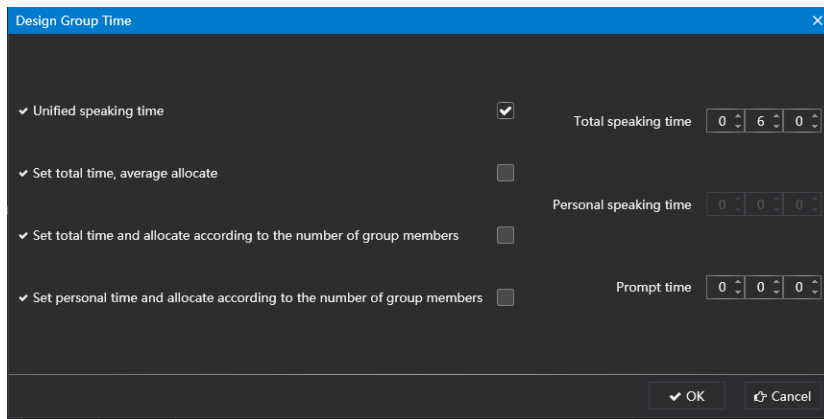 Design Group Time
Unified speaking time
Total speaking time 0 6 0
Set total time, average allocate
Personal speaking time 0 0 0
Set total time and allocate according to the number of group members
Prompt time 0 0 0
Set personal time and allocate according to the number of group members
OK Cancel